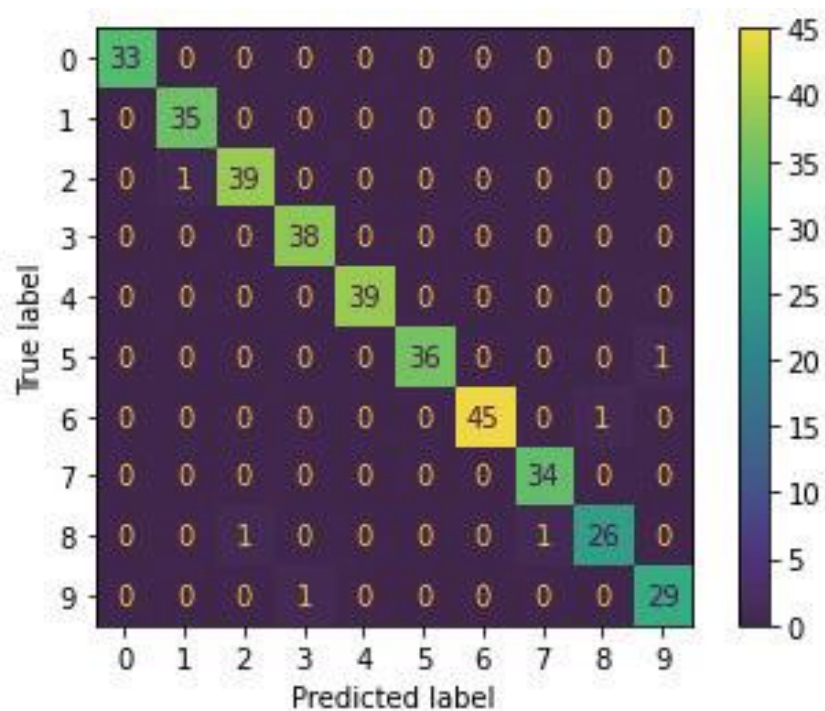 0 33 0 0 0 0 0 0 0 0 0
1 0 35 0 0 0 0 0 0 0 0
2 0 1 39 0 0 0 0 0 0 0
3 0 0 0 38 0 0 0 0 0 0
4 0 0 0 0 39 0 0 0 0 0
5 0 0 0 0 0 36 0 0 0 1
6 0 0 0 0 0 0 45 0 1 0
7 0 0 0 0 0 0 0 34 0 0
8 0 0 1 0 0 0 0 1 26 0
9 0 0 0 1 0 0 0 0 0 29
0 1 2 3 4 5 6 7 8 9
Predicted label
True label
45
40
35
30
25
20
15
10
5
0